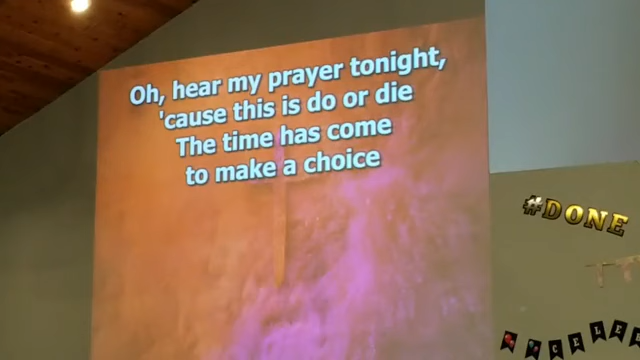 Oh, hear my prayer tonight,
'cause this is do or die
The time has come
to make a choice
#DONE
CELE